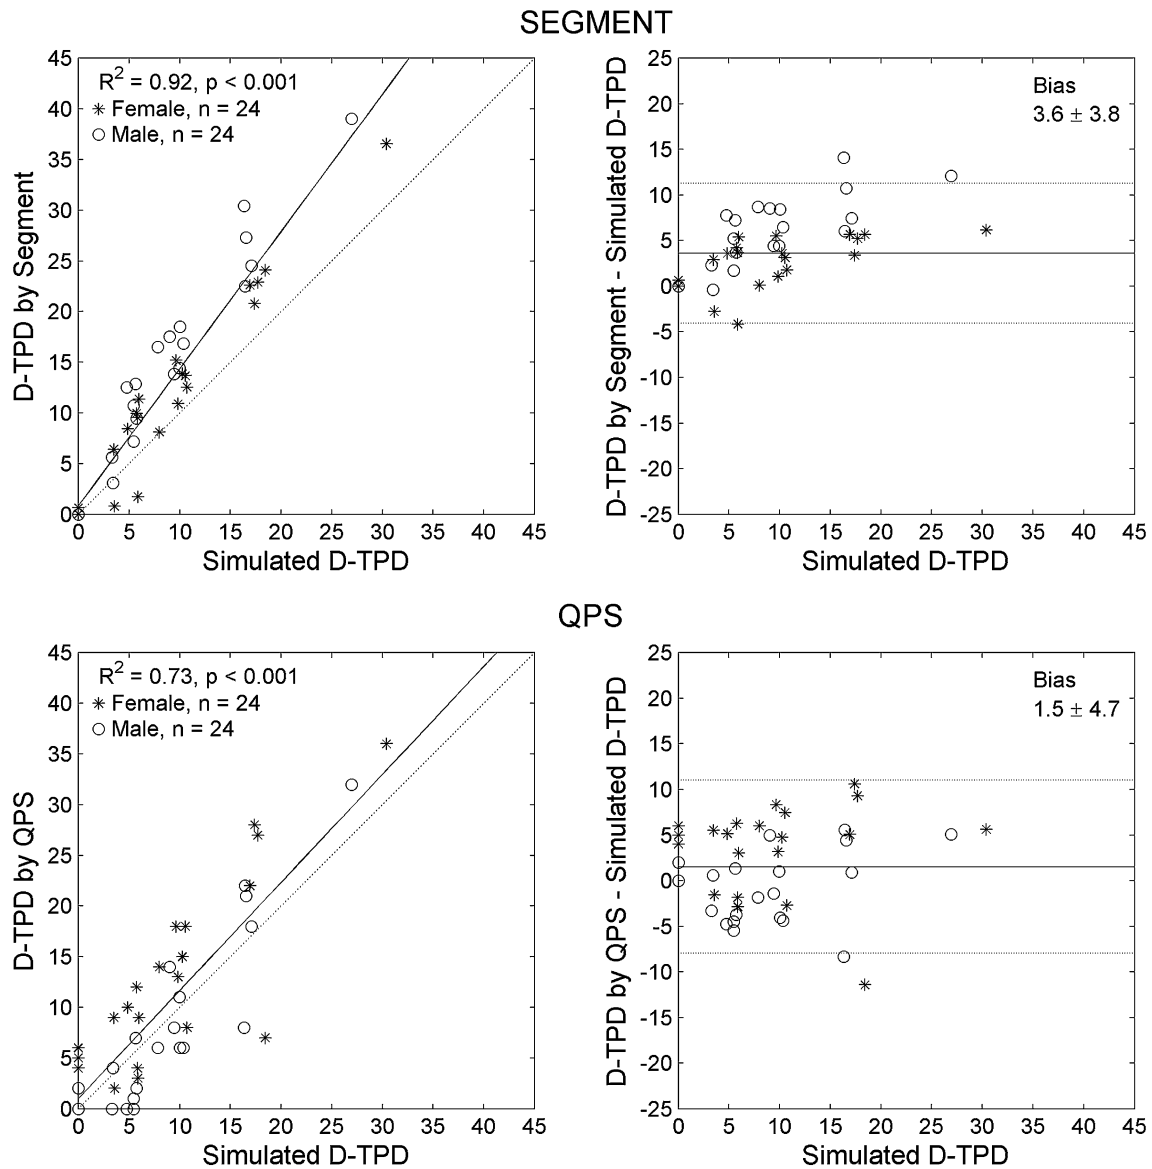 SEGMENT
R² = 0.92, p < 0.001
* Female, n = 24
○ Male, n = 24
D-TPD by Segment
45
40
35
30
25
20
15
10
5
0
0 5 10 15 20 25 30 35 40 45
Simulated D-TPD
Bias
3.6 ± 3.8
D-TPD by Segment - Simulated D-TPD
25
20
15
10
5
0
-5
-10
-15
-20
-25
0 5 10 15 20 25 30 35 40 45
Simulated D-TPD
QPS
R² = 0.73, p < 0.001
* Female, n = 24
○ Male, n = 24
D-TPD by QPS
45
40
35
30
25
20
15
10
5
0
0 5 10 15 20 25 30 35 40 45
Simulated D-TPD
Bias
1.5 ± 4.7
D-TPD by QPS - Simulated D-TPD
25
20
15
10
5
0
-5
-10
-15
-20
-25
0 5 10 15 20 25 30 35 40 45
Simulated D-TPD